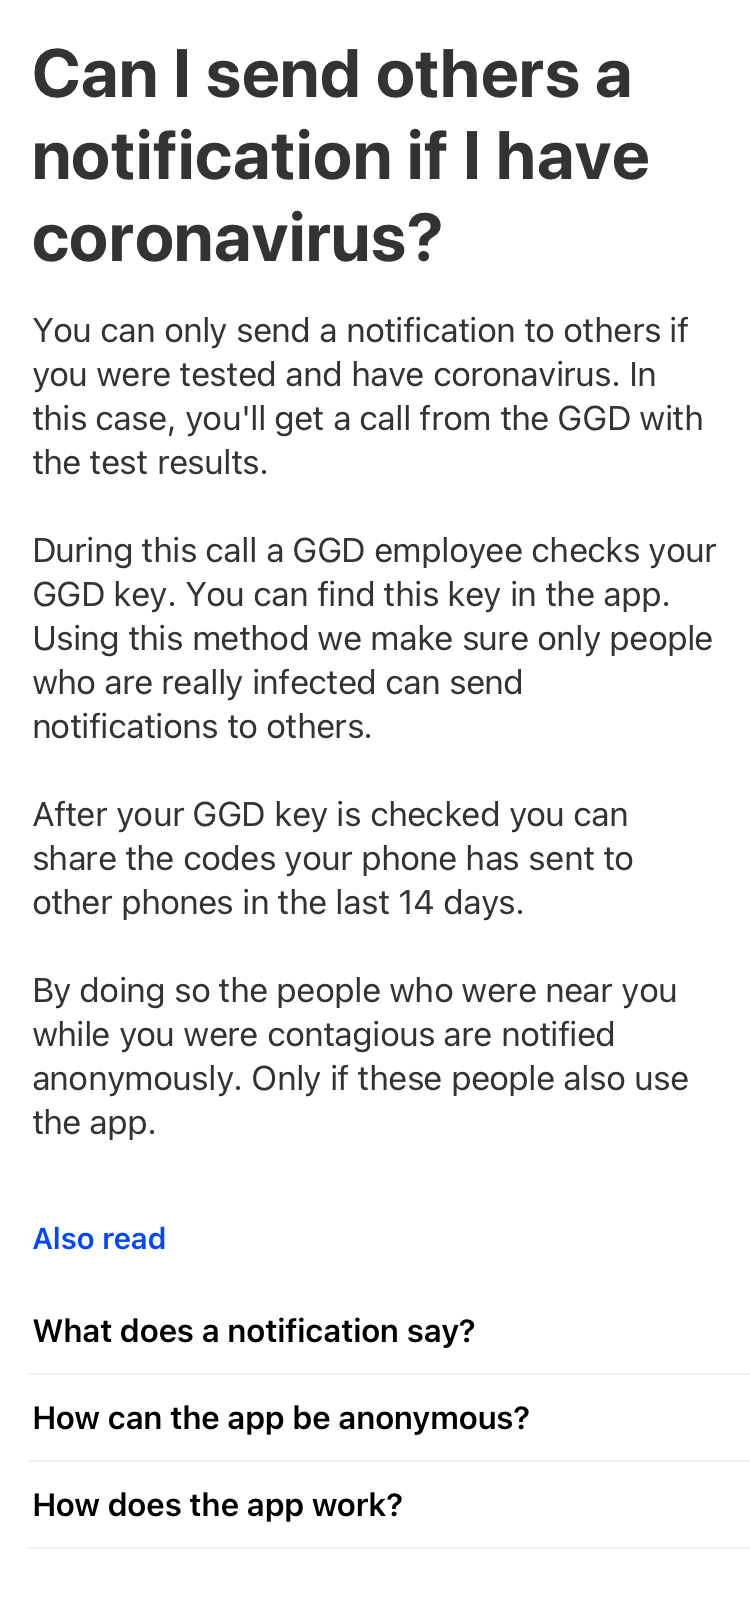 Can I send others a
notification if I have
coronavirus?
You can only send a notification to others if
you were tested and have coronavirus. In
this case, you'll get a call from the GGD with
the test results.
During this call a GGD employee checks your
GGD key. You can find this key in the app.
Using this method we make sure only people
who are really infected can send
notifications to others.
After your GGD key is checked you can
share the codes your phone has sent to
other phones in the last 14 days.
By doing so the people who were near you
while you were contagious are notified
anonymously. Only if these people also use
the app.
Also read
What does a notification say?
How can the app be anonymous?
How does the app work?